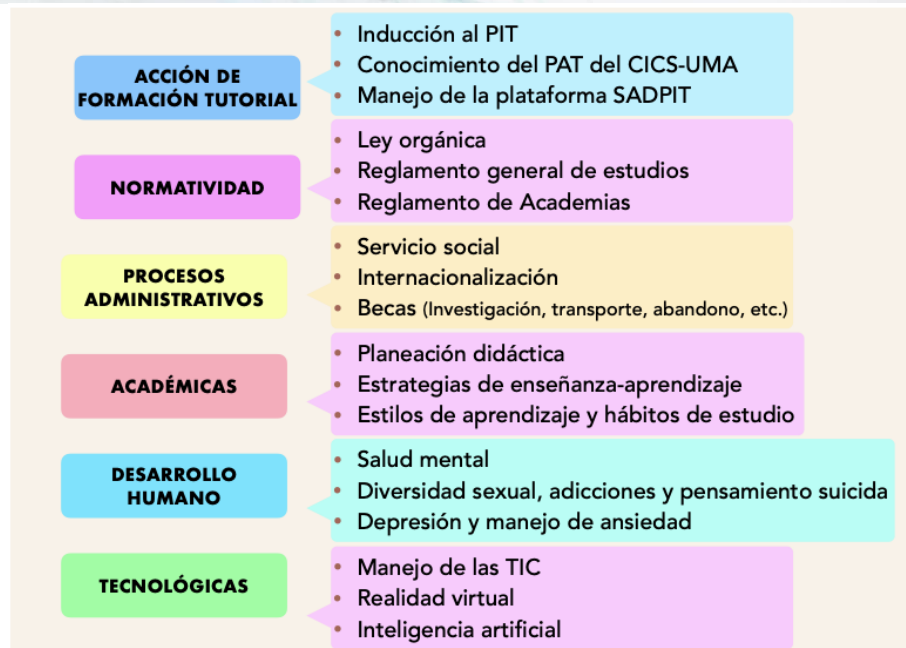 ACCIÓN DE
FORMACIÓN TUTORIAL
• Inducción al PIT
• Conocimiento del PAT del CICS-UMA
• Manejo de la plataforma SADPIT
NORMATIVIDAD
• Ley orgánica
• Reglamento general de estudios
• Reglamento de Academias
PROCESOS
ADMINISTRATIVOS
• Servicio social
• Internacionalización
• Becas (Investigación, transporte, abandono, etc.)
ACADÉMICAS
• Planeación didáctica
• Estrategias de enseñanza-aprendizaje
• Estilos de aprendizaje y hábitos de estudio
DESARROLLO
HUMANO
• Salud mental
• Diversidad sexual, adicciones y pensamiento suicida
• Depresión y manejo de ansiedad
TECNOLÓGICAS
• Manejo de las TIC
• Realidad virtual
• Inteligencia artificial